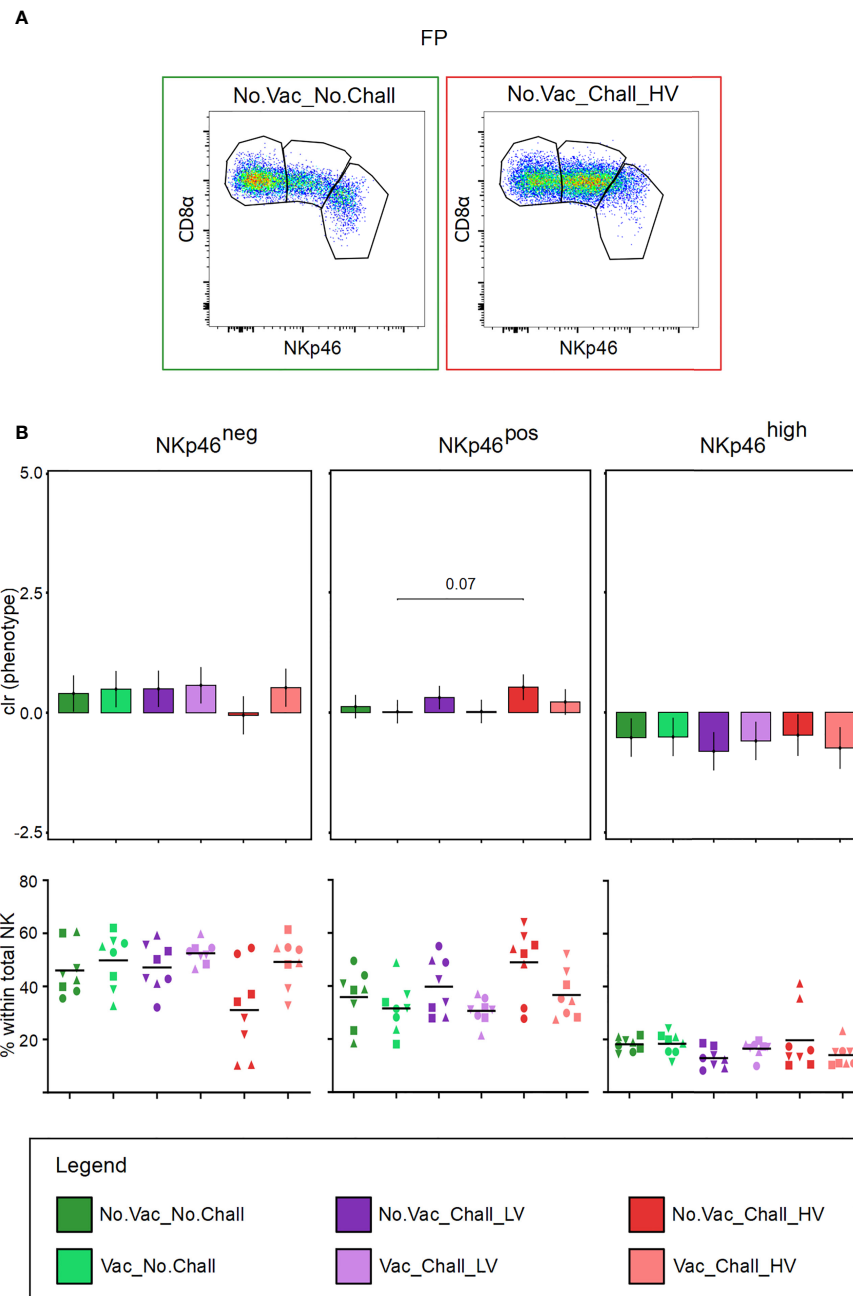 A
FP
No.Vac_No.Chall
No.Vac_Chall_HV
CD8α
CD8α
NKp46
NKp46
B
NKp46neg
NKp46pos
NKp46high
clr (phenotype)
5.0
2.5
0.0
-2.5
0.07
% within total NK
80
60
40
20
Legend
No.Vac_No.Chall
No.Vac_Chall_LV
No.Vac_Chall_HV
Vac_No.Chall
Vac_Chall_LV
Vac_Chall_HV